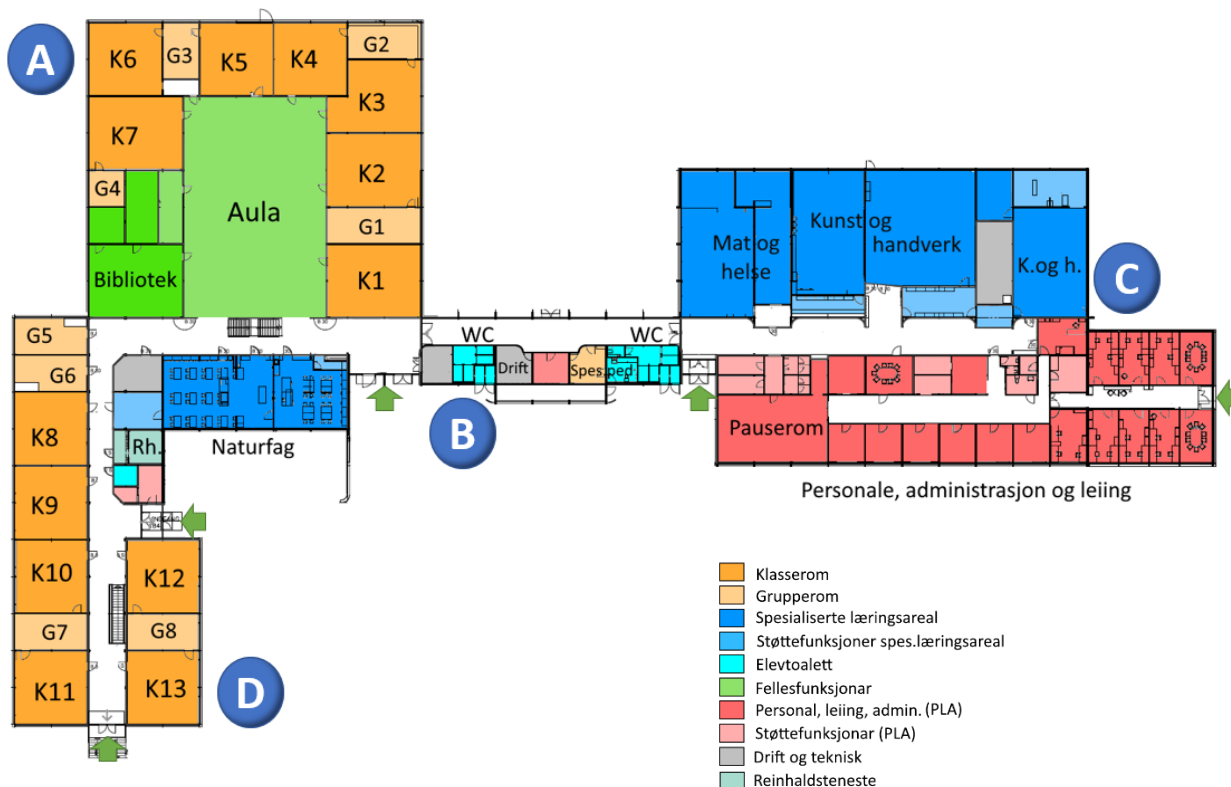 A
K6
G3
K5
K4
G2
K3
K7
K2
G4
Aula
G1
Bibliotek
K1
Mat og
helse
Kunst og
handverk
K.og h.
C
G5
G6
WC
WC
Drift
Spes.ped
B
K8
Rh.
Naturfag
Pauserom
K9
Personale, administrasjon og leiing
K10
K12
G7
G8
K11
K13
D
Klasserom
Grupperom
Spesialiserte læringsareal
Støttefunksjoner spes.læringsareal
Elevtoalett
Fellesfunksjonar
Personal, leiing, admin. (PLA)
Støttefunksjonar (PLA)
Drift og teknisk
Reinhaldsteneste